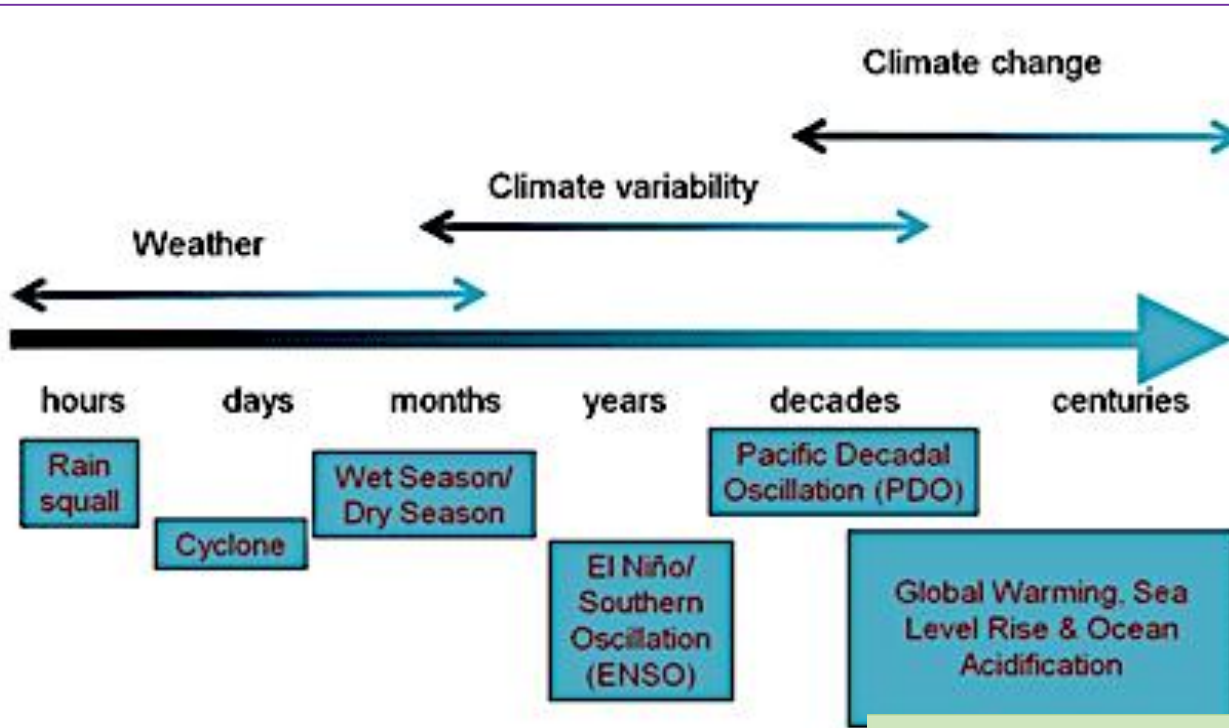 Climate change
Climate variability
Weather
hours days months years decades centuries
Rain
squall
Cyclone
Wet Season/
Dry Season
El Niño/
Southern
Oscillation
(ENSO)
Pacific Decadal
Oscillation (PDO)
Global Warming, Sea
Level Rise & Ocean
Acidification